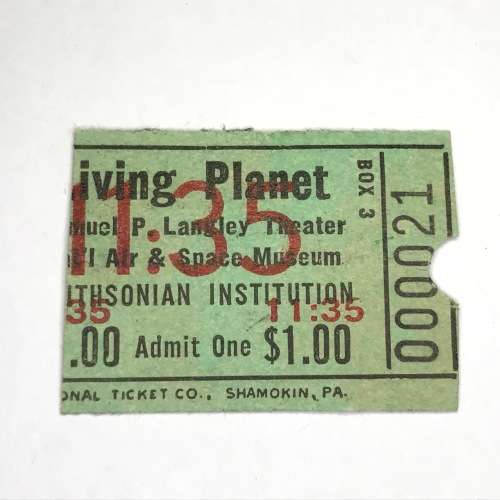 iving Planet
11:35
muel P. Langley Theater
t'l Air & Space Museum
ITHSONIAN INSTITUTION
35 11:35
.00 Admit One $1.00
ONAL TICKET CO., SHAMOKIN, PA.
BOX 3
000021